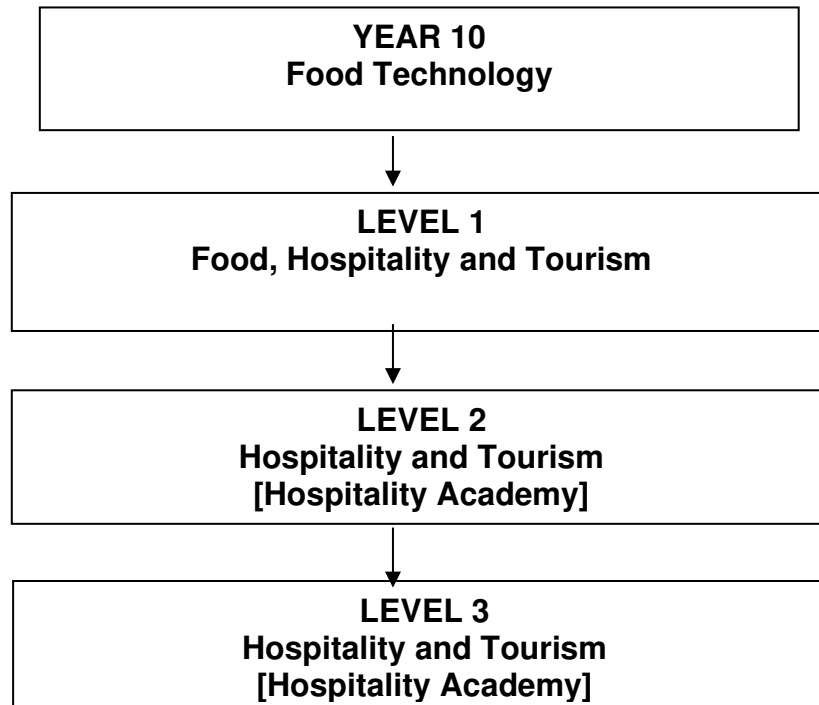 YEAR 10
Food Technology
LEVEL 1
Food, Hospitality and Tourism
LEVEL 2
Hospitality and Tourism
[Hospitality Academy]
LEVEL 3
Hospitality and Tourism
[Hospitality Academy]